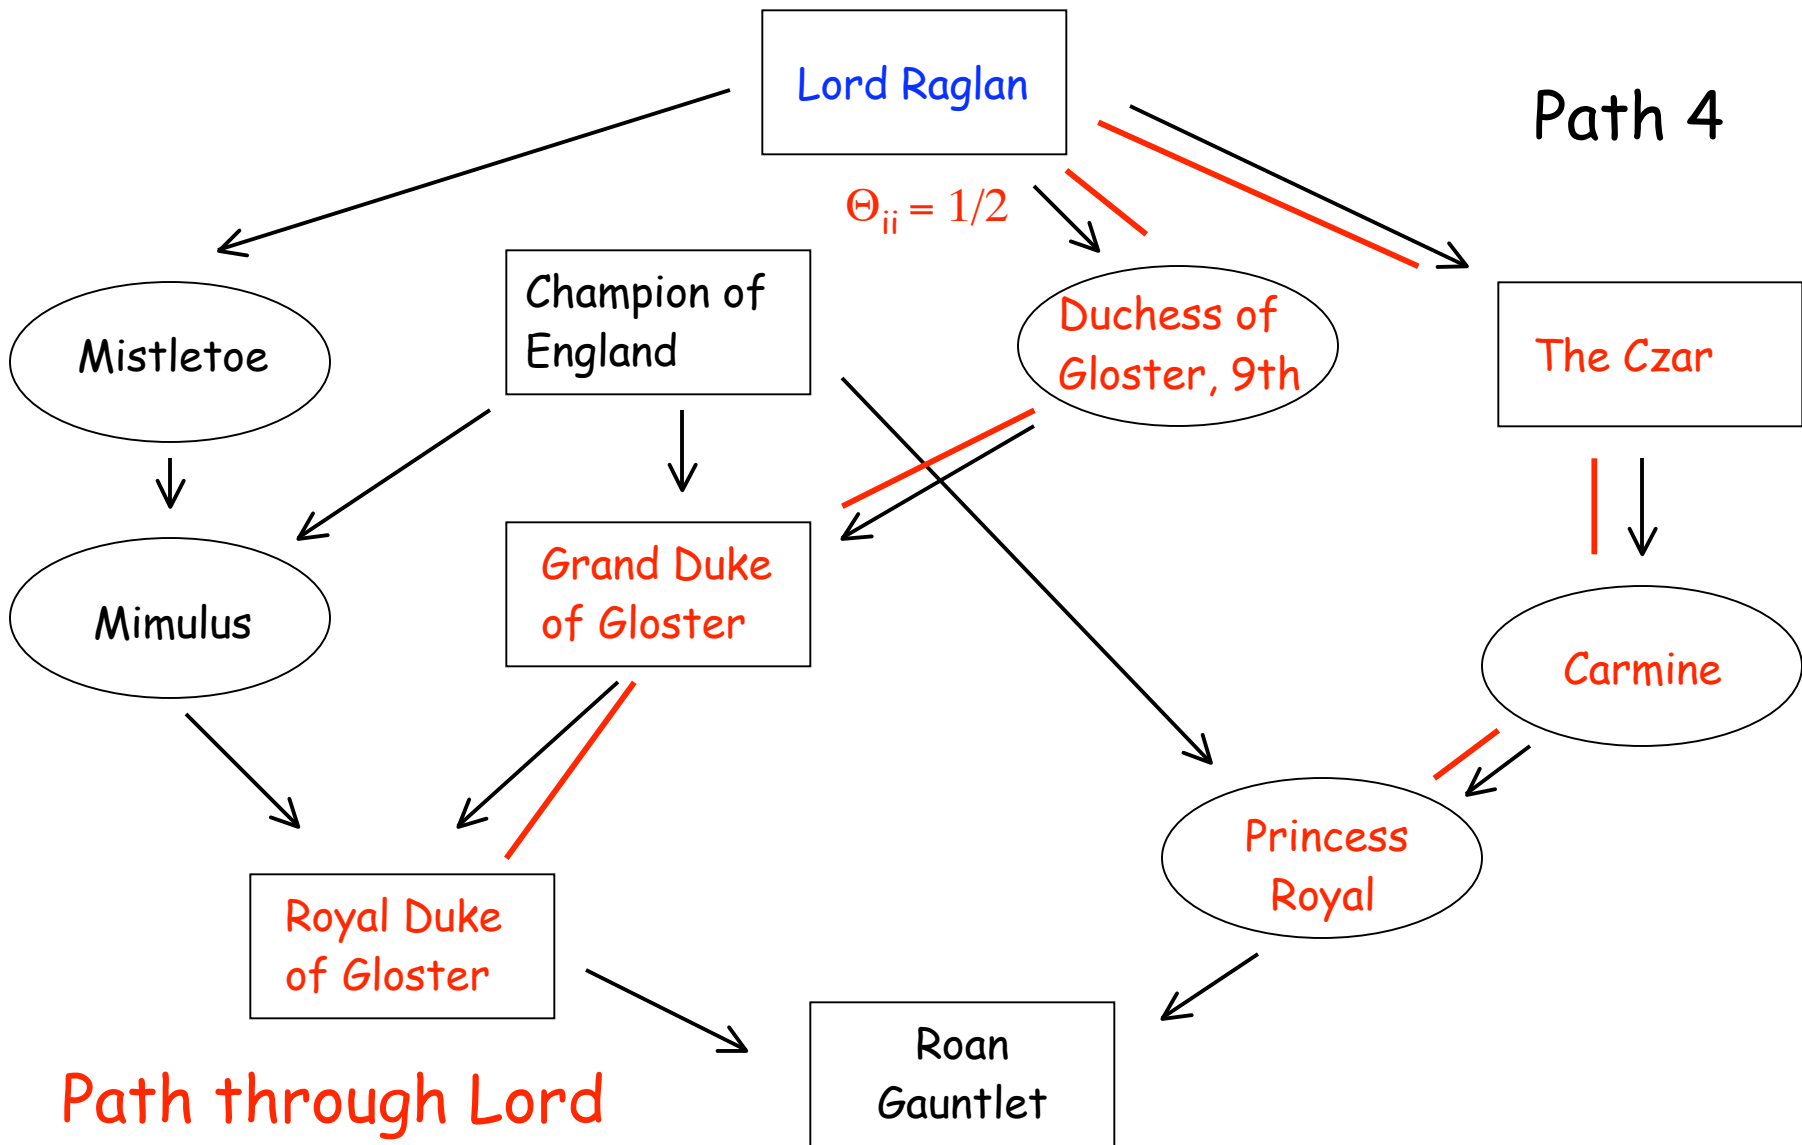 Lord Raglan
Path 4
Θii = 1/2
Champion of
England
Duchess of
Gloster, 9th
Mistletoe
The Czar
Grand Duke
of Gloster
Mimulus
Carmine
Princess
Royal
Royal Duke
of Gloster
Roan
Gauntlet
Path through Lord